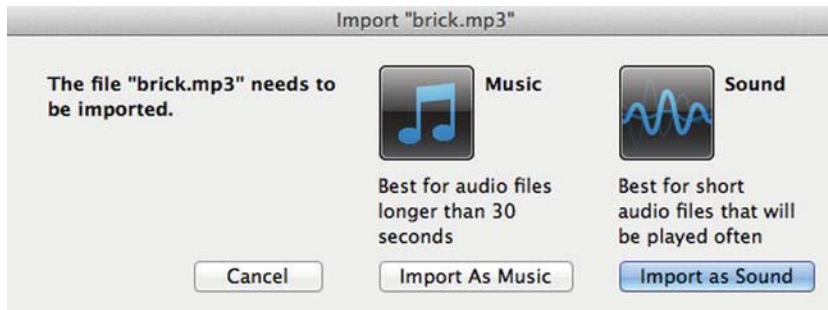 Import "brick.mp3"
The file "brick.mp3" needs to
be imported.
Music
Best for audio files
longer than 30
seconds
Sound
Best for short
audio files that will
be played often
Cancel
Import As Music
Import as Sound